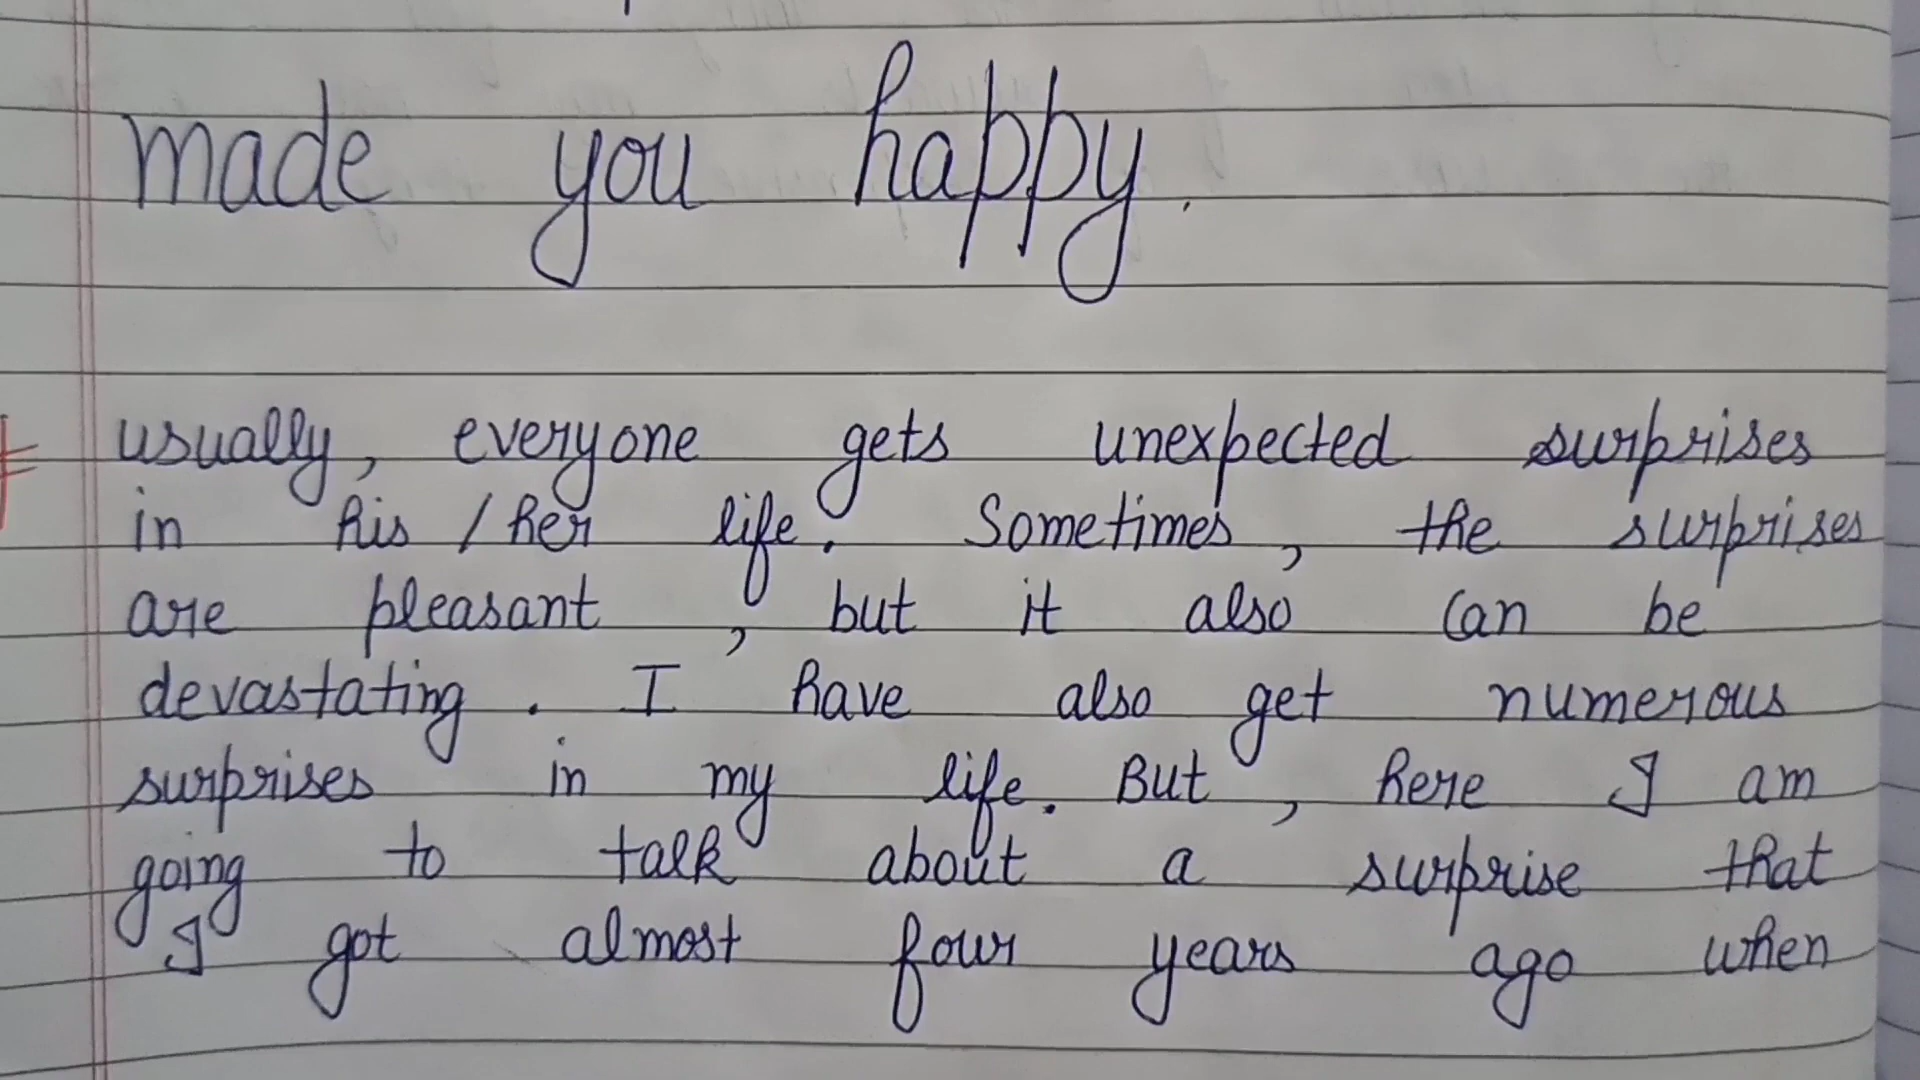 made you happy.
usually, everyone gets unexpected surprises
in his / her life. Sometimes, the surprises
are pleasant, but it also can be
devastating. I have also get numerous
surprises in my life. But, here I am
going to talk about a surprise that
I got almost four years ago when